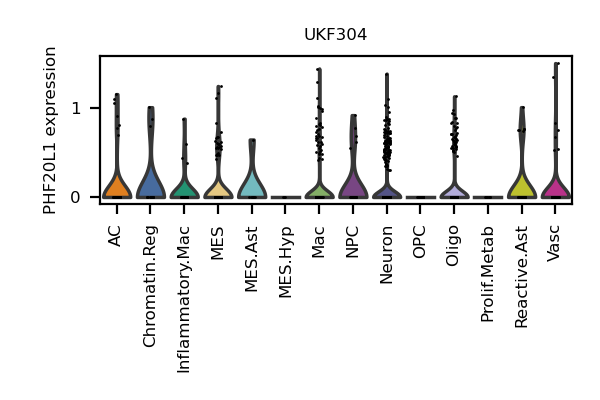 UKF304
PHF20L1 expression
1
0
AC
Chromatin.Reg
Inflammatory.Mac
MES
MES.Ast
MES.Hyp
Mac
NPC
Neuron
OPC
Oligo
Prolif.Metab
Reactive.Ast
Vasc